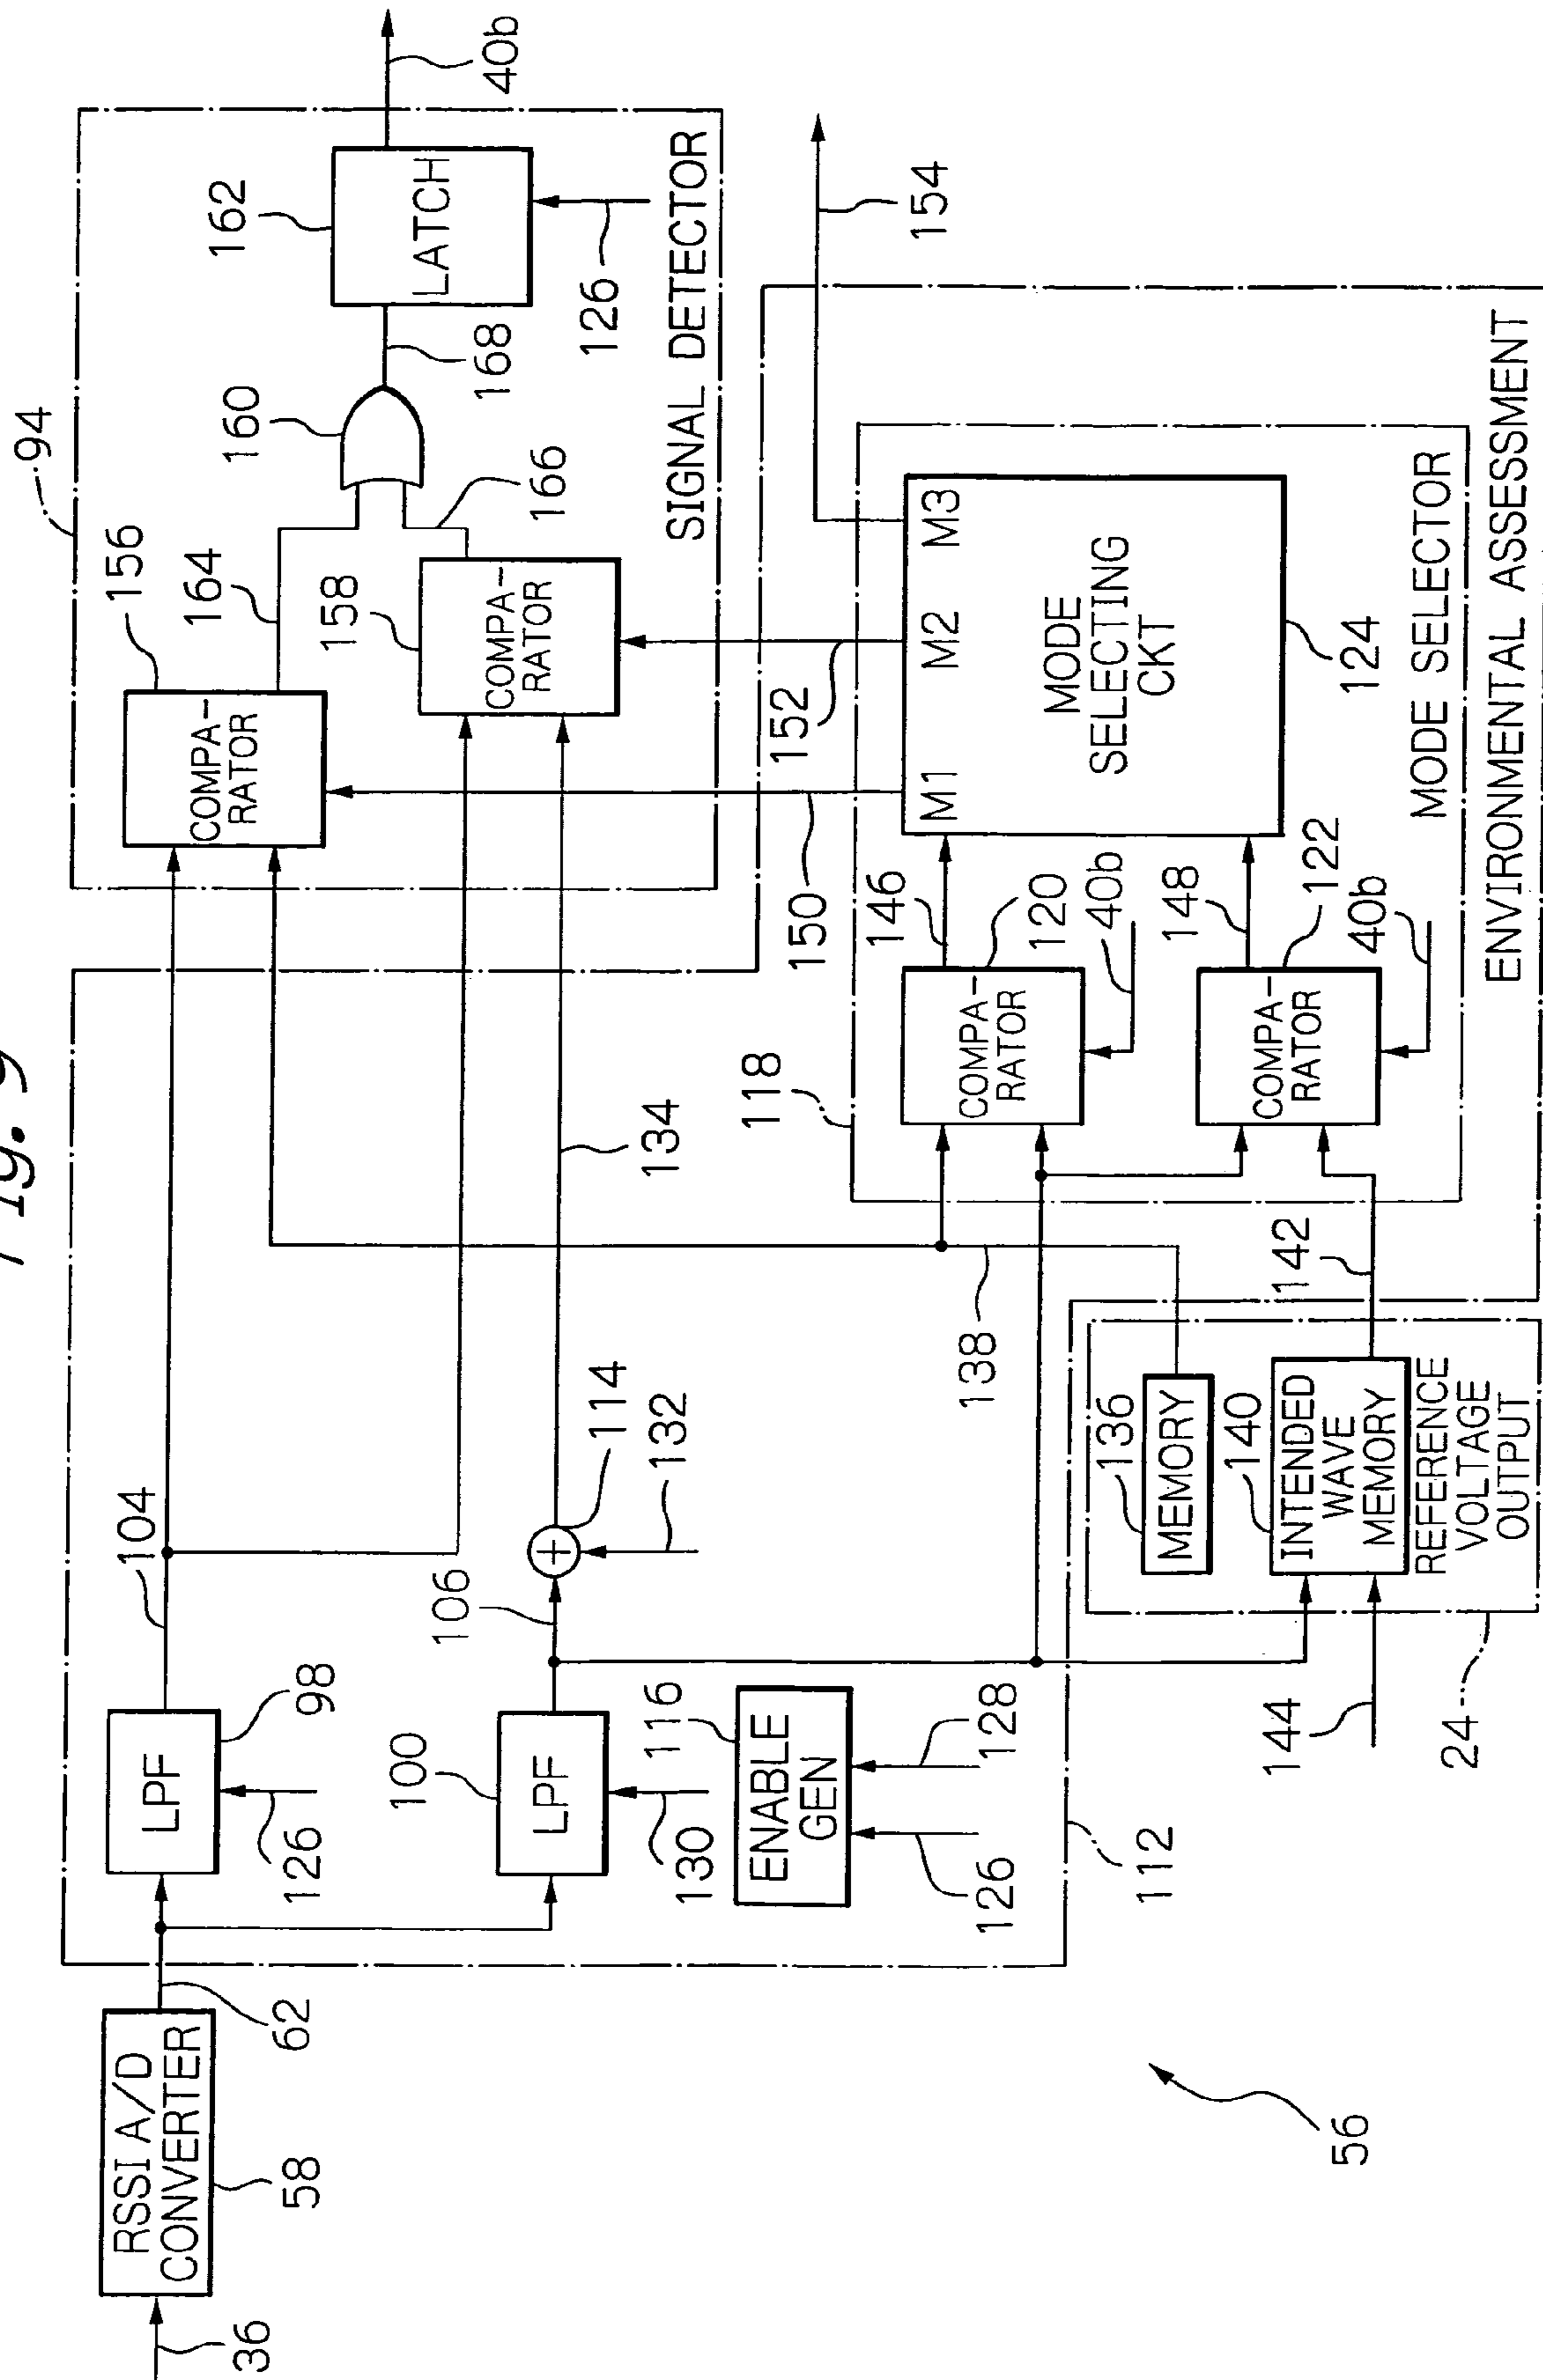 Fig. 9
94
156
COMPA-
RATOR
164
160
162
LATCH
40b
158
COMPA-
RATOR
166
168
126
SIGNAL DETECTOR
36
RSSI A/D
CONVERTER
58
62
LPF
98
126
104
100
LPF
130
106
114
132
134
116
ENABLE
GEN
126
128
112
150
152
154
118
COMPA-
RATOR
120
146
40b
COMPA-
RATOR
122
148
40b
M1
M2
M3
MODE
SELECTING
CKT
124
MODE SELECTOR
ENVIRONMENTAL ASSESSMENT
138
142
136
MEMORY
140
INTENDED
WAVE
MEMORY
REFERENCE
VOLTAGE
OUTPUT
144
24
56